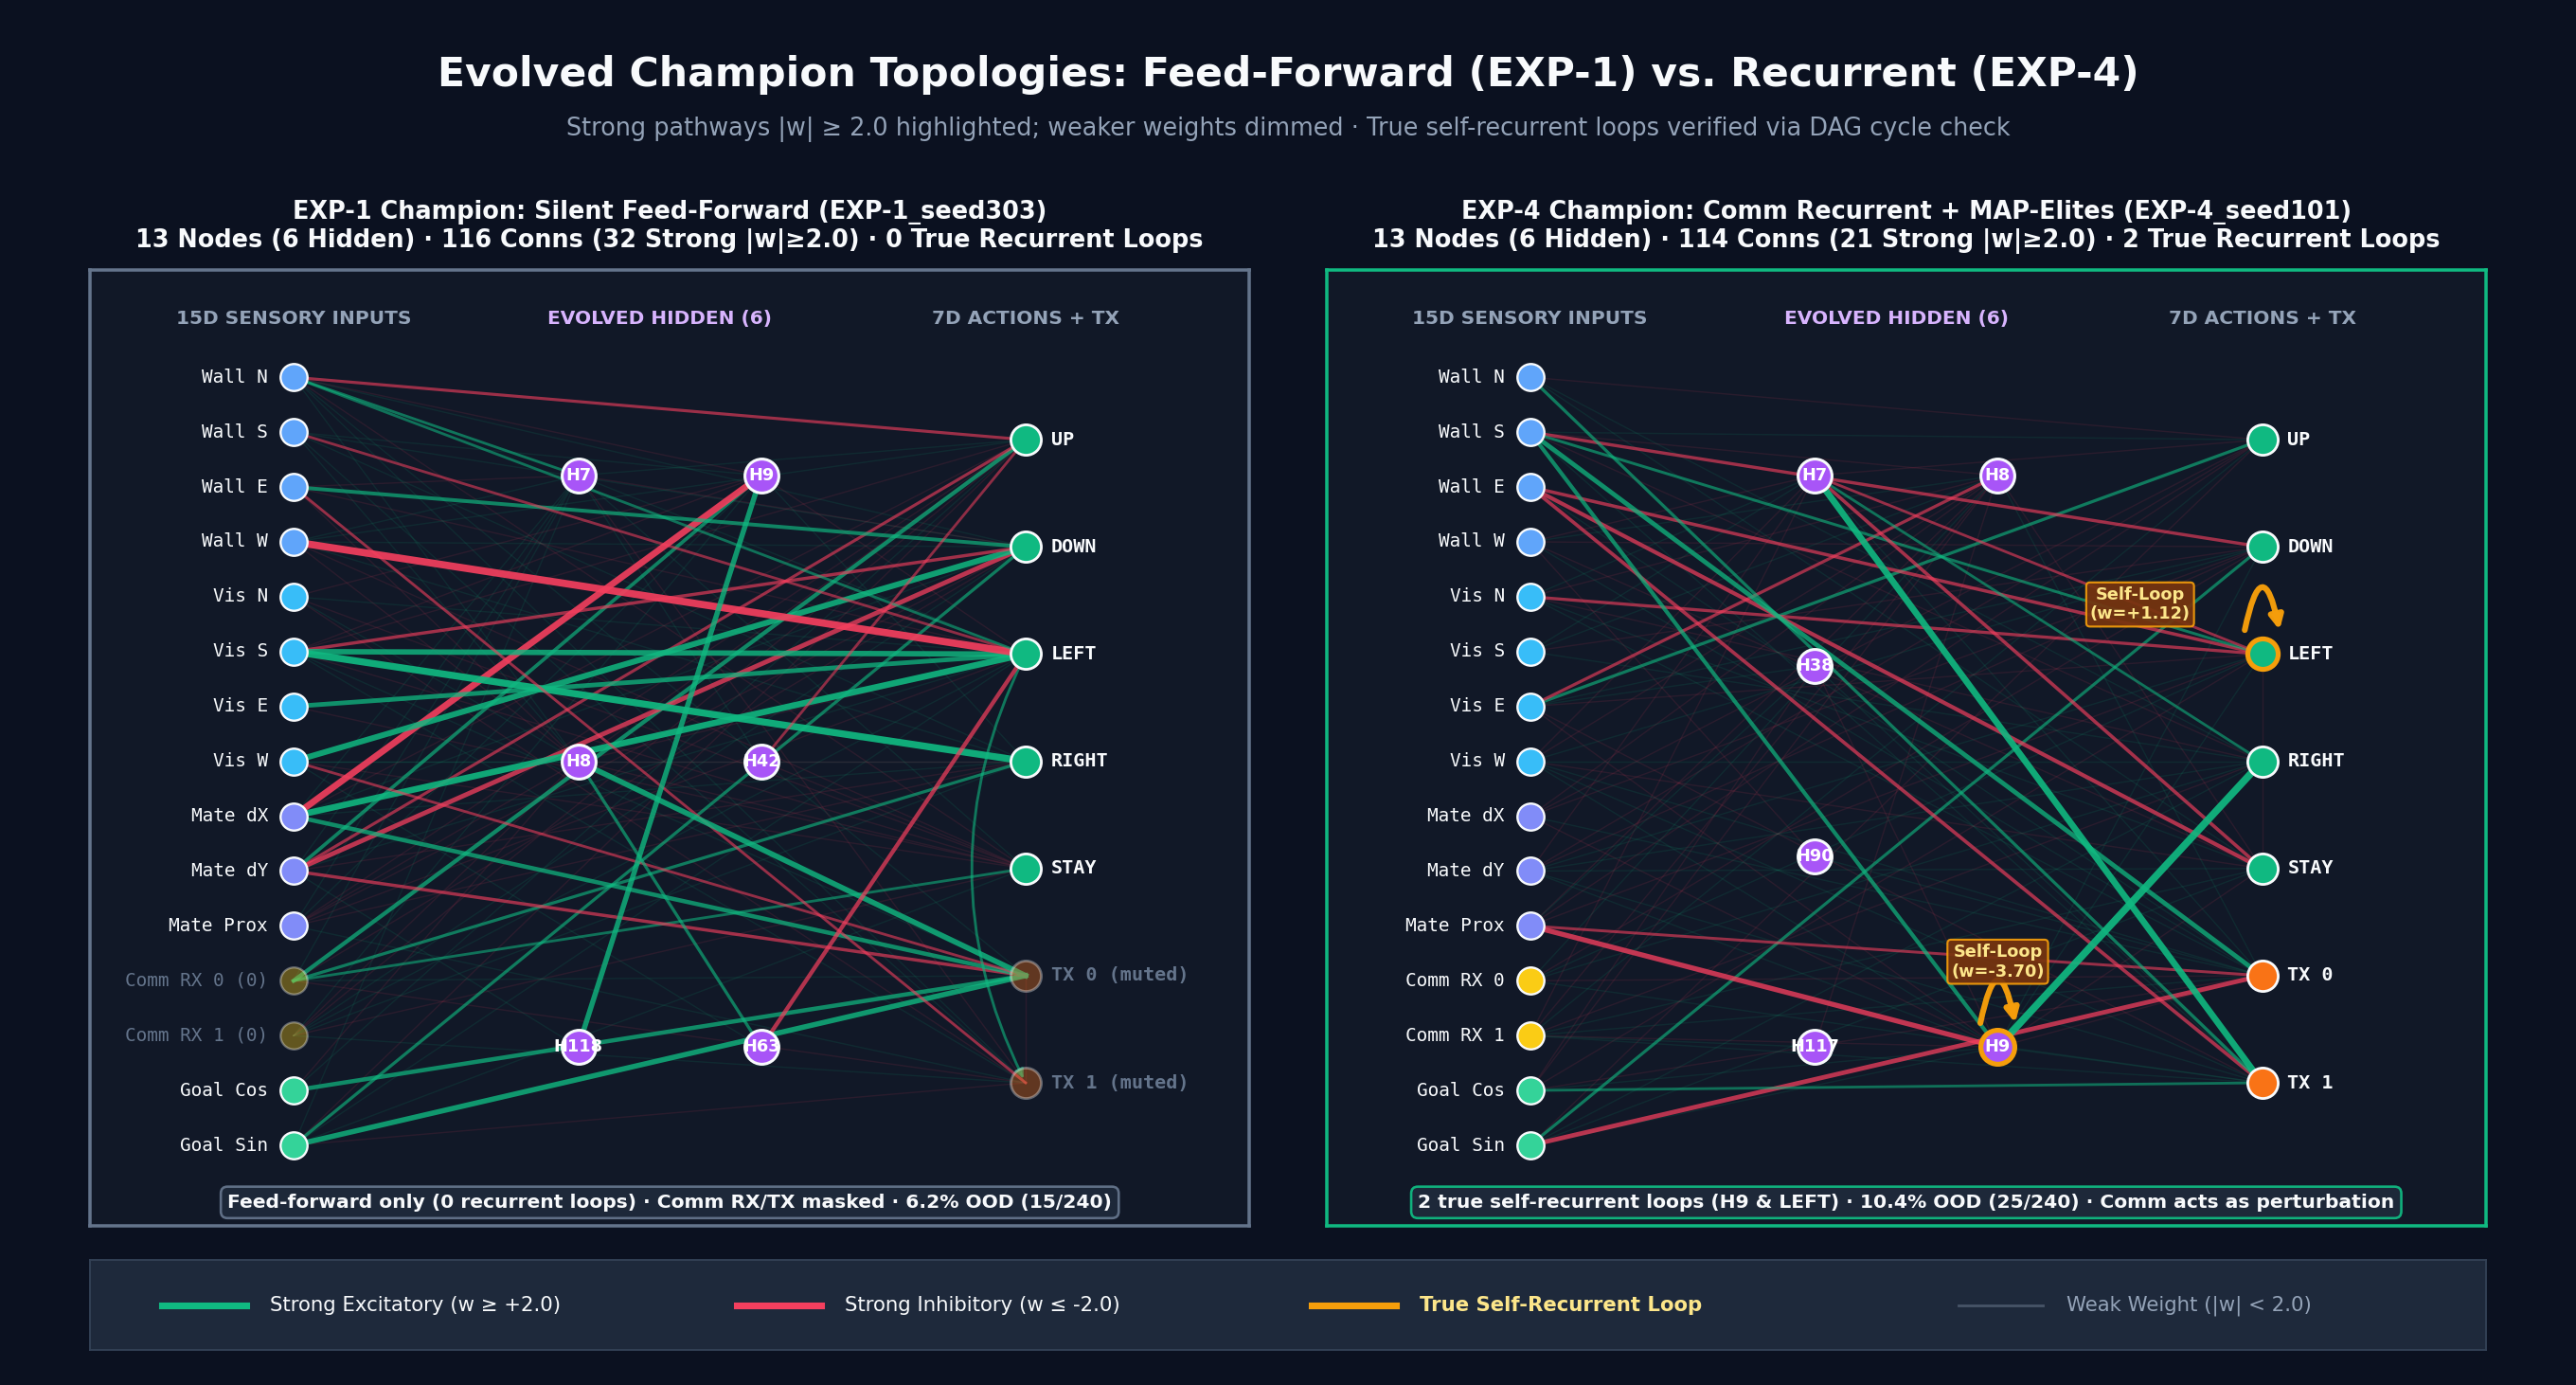 Evolved Champion Topologies: Feed-Forward (EXP-1) vs. Recurrent (EXP-4)
Strong pathways |w| ≥ 2.0 highlighted; weaker weights dimmed · True self-recurrent loops verified via DAG cycle check
EXP-1 Champion: Silent Feed-Forward (EXP-1_seed303)
13 Nodes (6 Hidden) · 116 Conns (32 Strong |w|≥2.0) · 0 True Recurrent Loops
15D SENSORY INPUTS
EVOLVED HIDDEN (6)
7D ACTIONS + TX
Wall N
Wall S
Wall E
Wall W
Vis N
Vis S
Vis E
Vis W
Mate dX
Mate dY
Mate Prox
Comm RX 0 (0)
Comm RX 1 (0)
Goal Cos
Goal Sin
H7
H9
H8
H42
H118
H63
UP
DOWN
LEFT
RIGHT
STAY
TX 0 (muted)
TX 1 (muted)
Feed-forward only (0 recurrent loops) · Comm RX/TX masked · 6.2% OOD (15/240)
EXP-4 Champion: Comm Recurrent + MAP-Elites (EXP-4_seed101)
13 Nodes (6 Hidden) · 114 Conns (21 Strong |w|≥2.0) · 2 True Recurrent Loops
15D SENSORY INPUTS
EVOLVED HIDDEN (6)
7D ACTIONS + TX
Wall N
Wall S
Wall E
Wall W
Vis N
Vis S
Vis E
Vis W
Mate dX
Mate dY
Mate Prox
Comm RX 0
Comm RX 1
Goal Cos
Goal Sin
H7
H8
H38
H90
H117
H9
Self-Loop
(w=-3.70)
Self-Loop
(w=+1.12)
UP
DOWN
LEFT
RIGHT
STAY
TX 0
TX 1
2 true self-recurrent loops (H9 & LEFT) · 10.4% OOD (25/240) · Comm acts as perturbation
Strong Excitatory (w ≥ +2.0)
Strong Inhibitory (w ≤ -2.0)
True Self-Recurrent Loop
Weak Weight (|w| < 2.0)